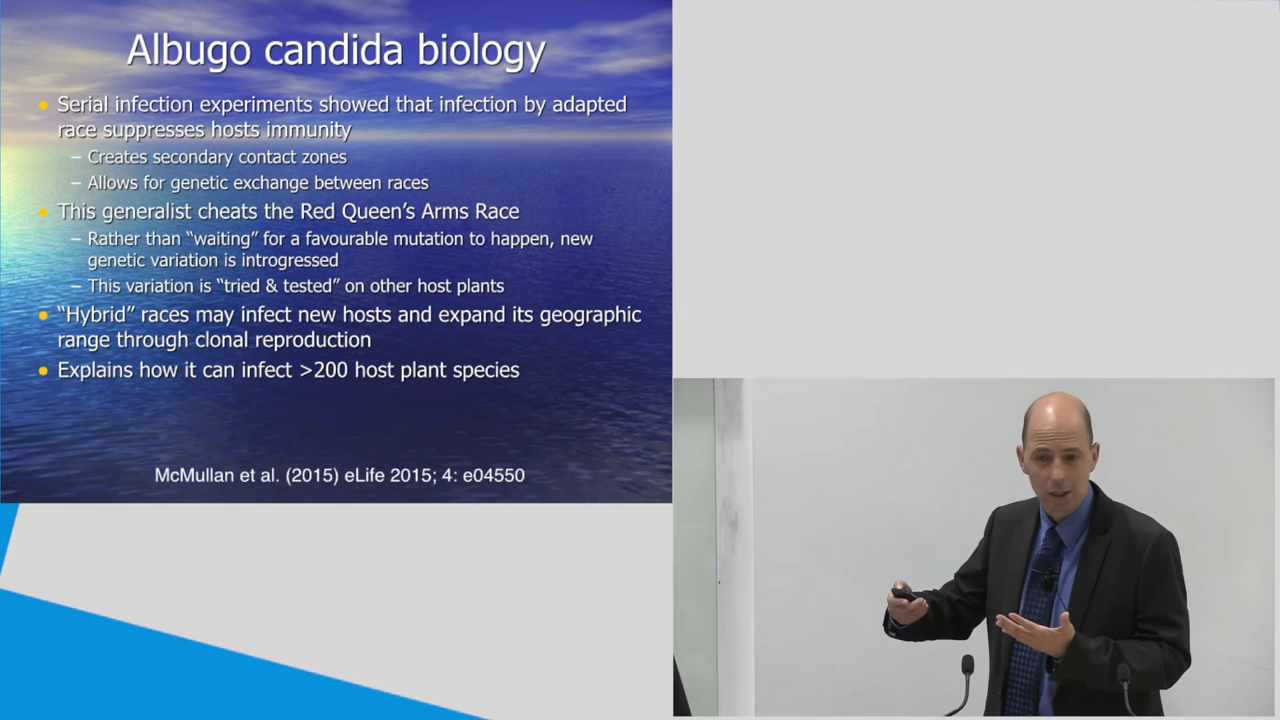 Albugo candida biology
Serial infection experiments showed that infection by adapted
race suppresses hosts immunity
– Creates secondary contact zones
– Allows for genetic exchange between races
This generalist cheats the Red Queen's Arms Race
– Rather than “waiting” for a favourable mutation to happen, new
genetic variation is introgressed
– This variation is “tried & tested” on other host plants
“Hybrid” races may infect new hosts and expand its geographic
range through clonal reproduction
Explains how it can infect >200 host plant species
McMullan et al. (2015) eLife 2015; 4: e04550